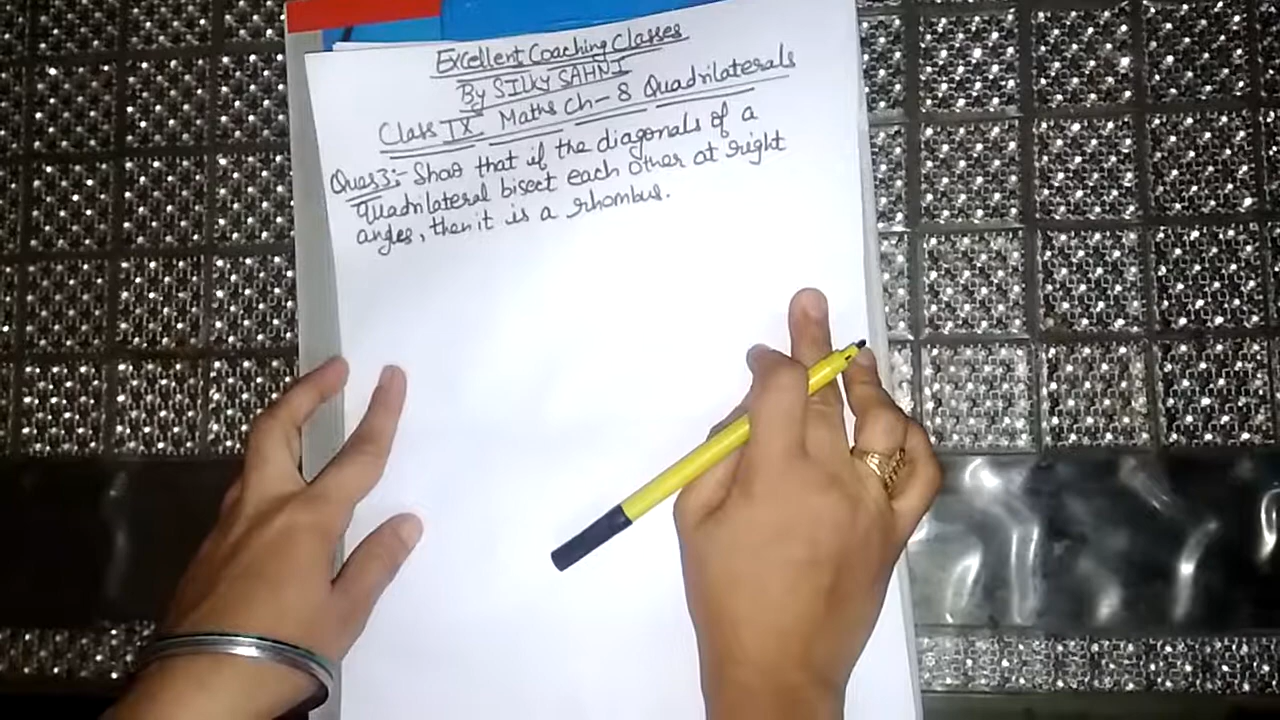 Excellent Coaching Classes
By SILKY SAHNI
Class IX Maths Ch-8 Quadrilaterals
Ques3:- Show that if the diagonals of a
quadrilateral bisect each other at right
angles, then it is a rhombus.